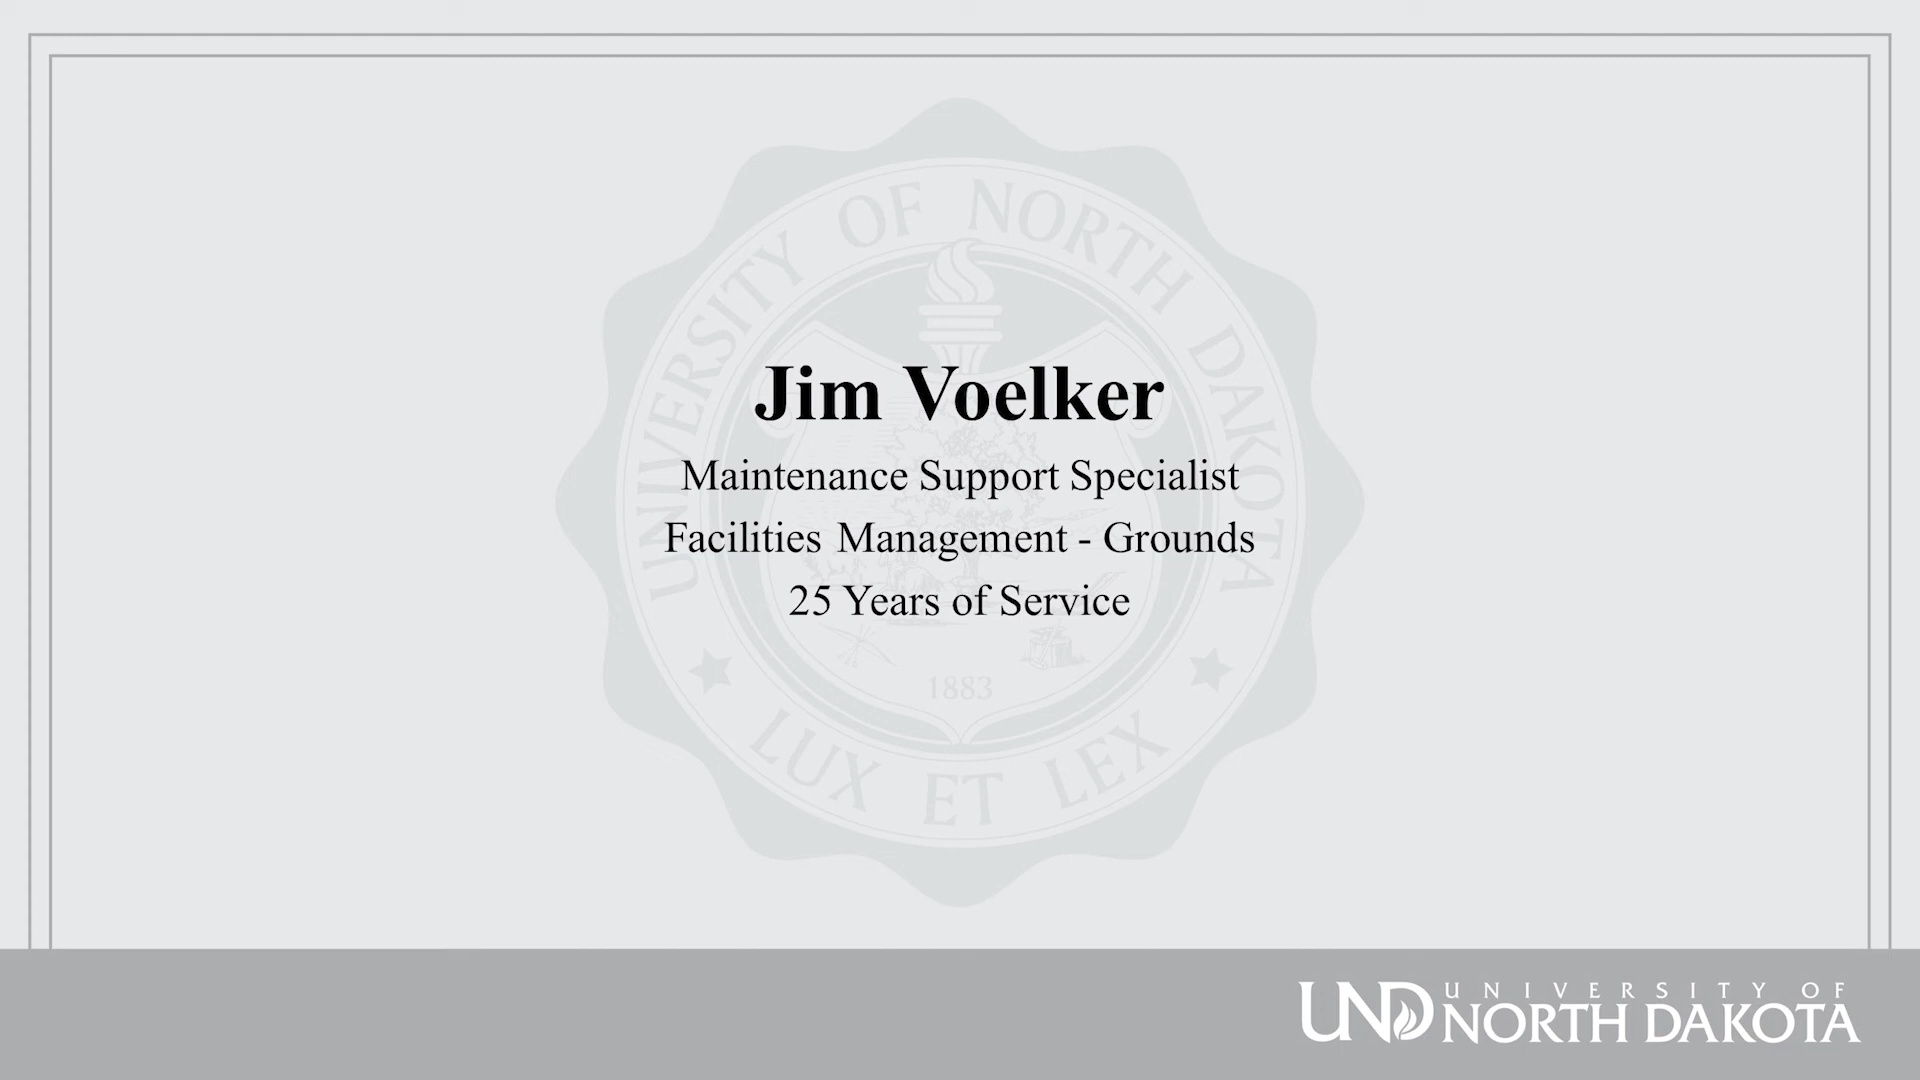 UNIVERSITY OF NORTH DAKOTA
Jim Voelker
Maintenance Support Specialist
Facilities Management - Grounds
25 Years of Service
1883
LUX ET LEX
UND
UNIVERSITY OF
NORTH DAKOTA